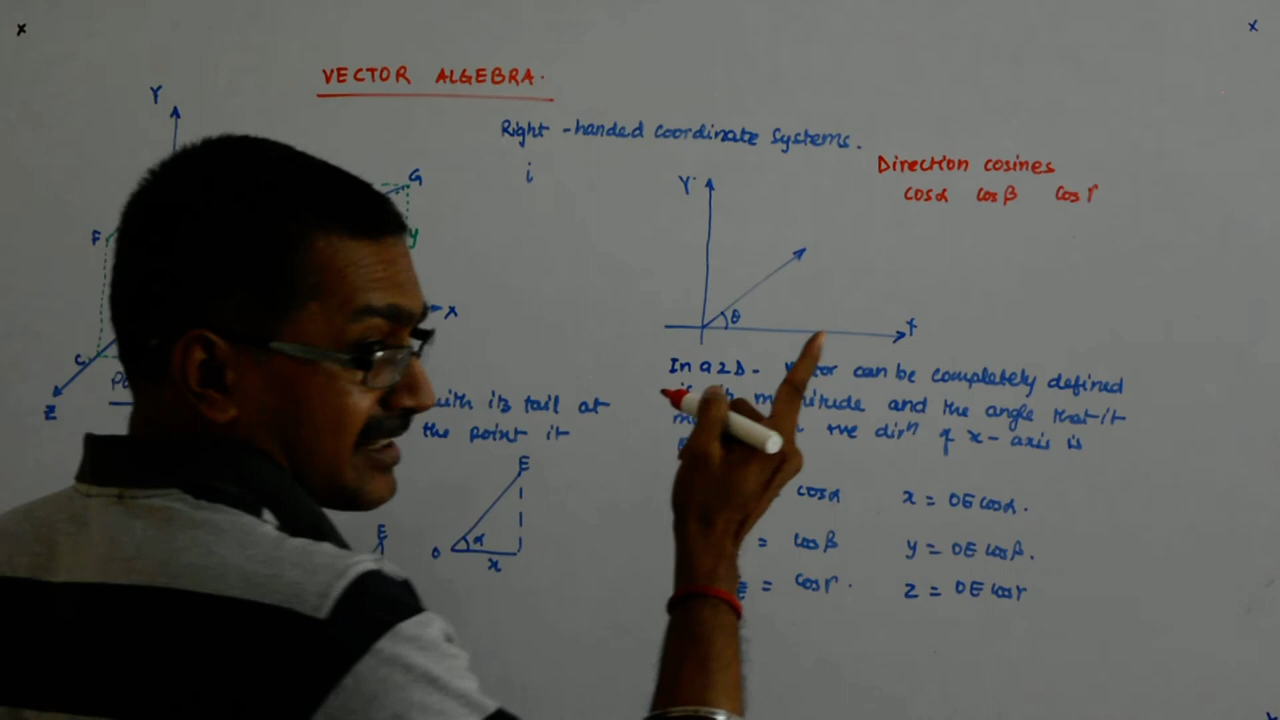 x
x
VECTOR ALGEBRA.
Right-handed coordinate systems.
i
Direction cosines
cosα cosβ cosγ
Y
G
F
y
X
C
Z
Y
θ
X
In a 2D - can be completely defined
and the angle that it
+ve dirn of x-axis is
with its tail at
the point it
E
O
α
x
E
cosα x = OE cosα.
= cosβ y = OE cosβ.
= cosγ. z = OE cosγ